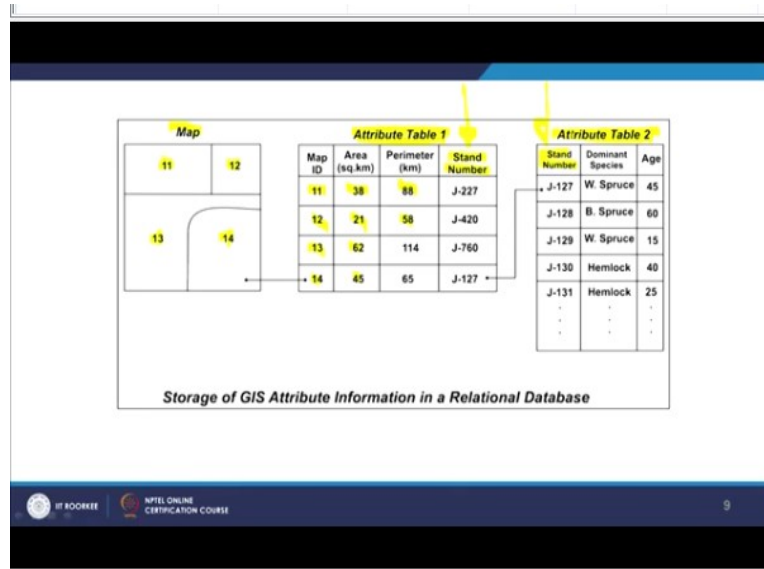 Map
11 12
13 14
Attribute Table 1
Map ID Area (sq.km) Perimeter (km) Stand Number
11 38 88 J-227
12 21 58 J-420
13 62 114 J-760
14 45 65 J-127
Attribute Table 2
Stand Number Dominant Species Age
J-127 W. Spruce 45
J-128 B. Spruce 60
J-129 W. Spruce 15
J-130 Hemlock 40
J-131 Hemlock 25
Storage of GIS Attribute Information in a Relational Database
IIT ROORKEE
NPTEL ONLINE
CERTIFICATION COURSE
9